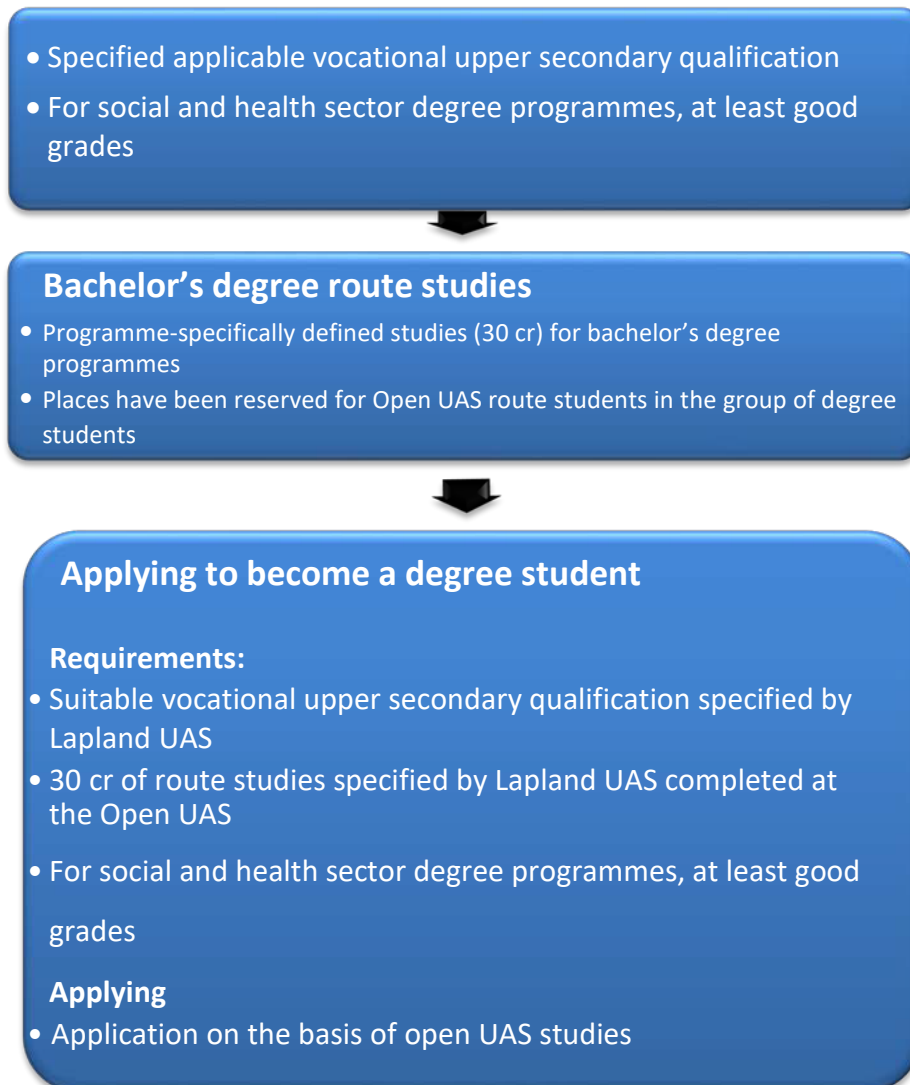 • Specified applicable vocational upper secondary qualification
• For social and health sector degree programmes, at least good
grades
Bachelor’s degree route studies
• Programme-specifically defined studies (30 cr) for bachelor’s degree
programmes
• Places have been reserved for Open UAS route students in the group of degree
students
Applying to become a degree student
Requirements:
• Suitable vocational upper secondary qualification specified by
Lapland UAS
• 30 cr of route studies specified by Lapland UAS completed at
the Open UAS
• For social and health sector degree programmes, at least good
grades
Applying
• Application on the basis of open UAS studies